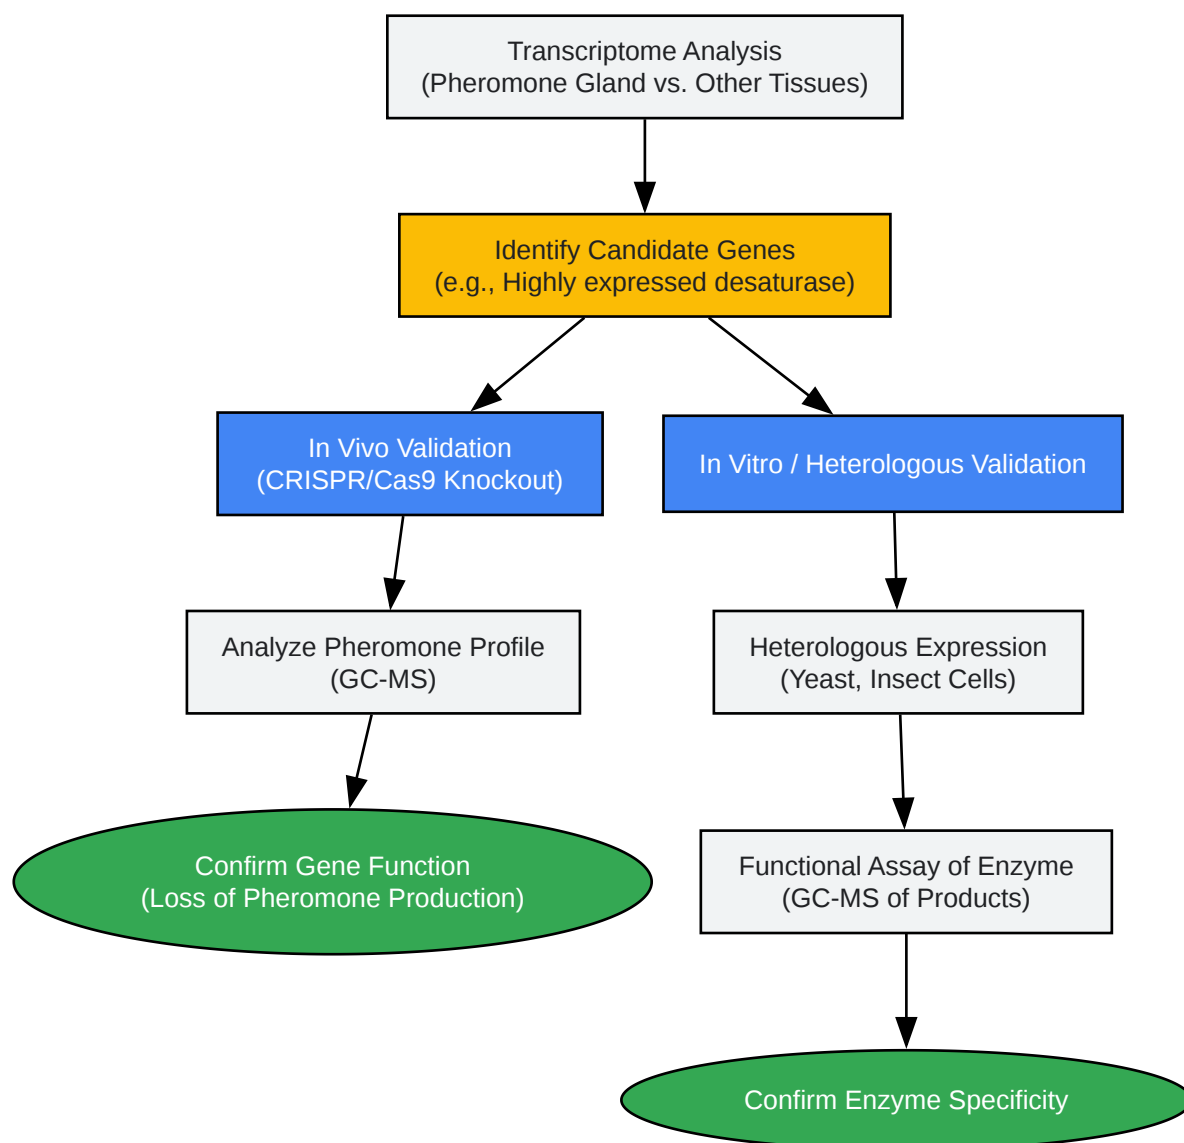 Transcriptome Analysis
(Pheromone Gland vs. Other Tissues)
Identify Candidate Genes
(e.g., Highly expressed desaturase)
In Vivo Validation
(CRISPR/Cas9 Knockout)
In Vitro / Heterologous Validation
Analyze Pheromone Profile
(GC-MS)
Heterologous Expression
(Yeast, Insect Cells)
Confirm Gene Function
(Loss of Pheromone Production)
Functional Assay of Enzyme
(GC-MS of Products)
Confirm Enzyme Specificity